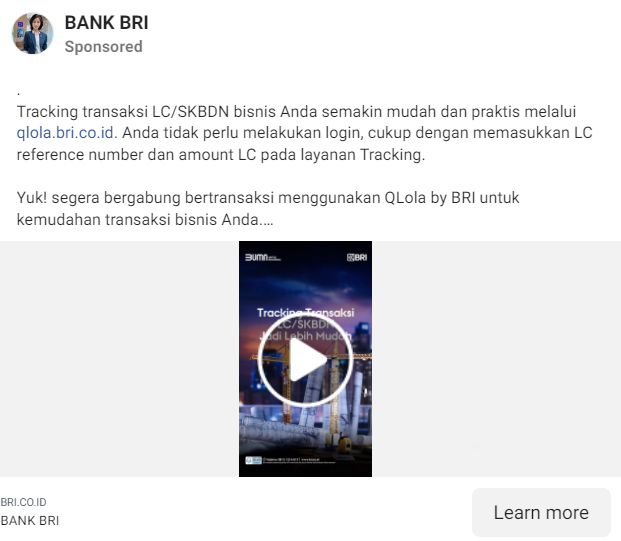 BANK BRI
Sponsored
.
Tracking transaksi LC/SKBDN bisnis Anda semakin mudah dan praktis melalui
qlola.bri.co.id. Anda tidak perlu melakukan login, cukup dengan memasukkan LC
reference number dan amount LC pada layanan Tracking.
Yuk! segera bergabung bertransaksi menggunakan QLola by BRI untuk
kemudahan transaksi bisnis Anda....
BUMN
BRI
Tracking Transaksi
LC/SKBDN
Jadi Lebih Mudah
BRI.CO.ID
BANK BRI
Learn more